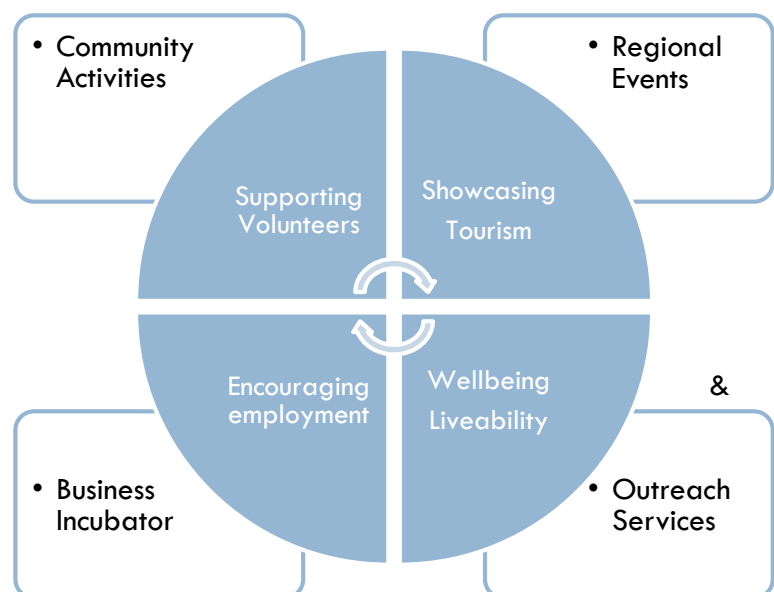 • Community
Activities
• Regional
Events
Supporting
Volunteers
Showcasing
Tourism
Encouraging
employment
Wellbeing
Liveability
&
• Business
Incubator
• Outreach
Services